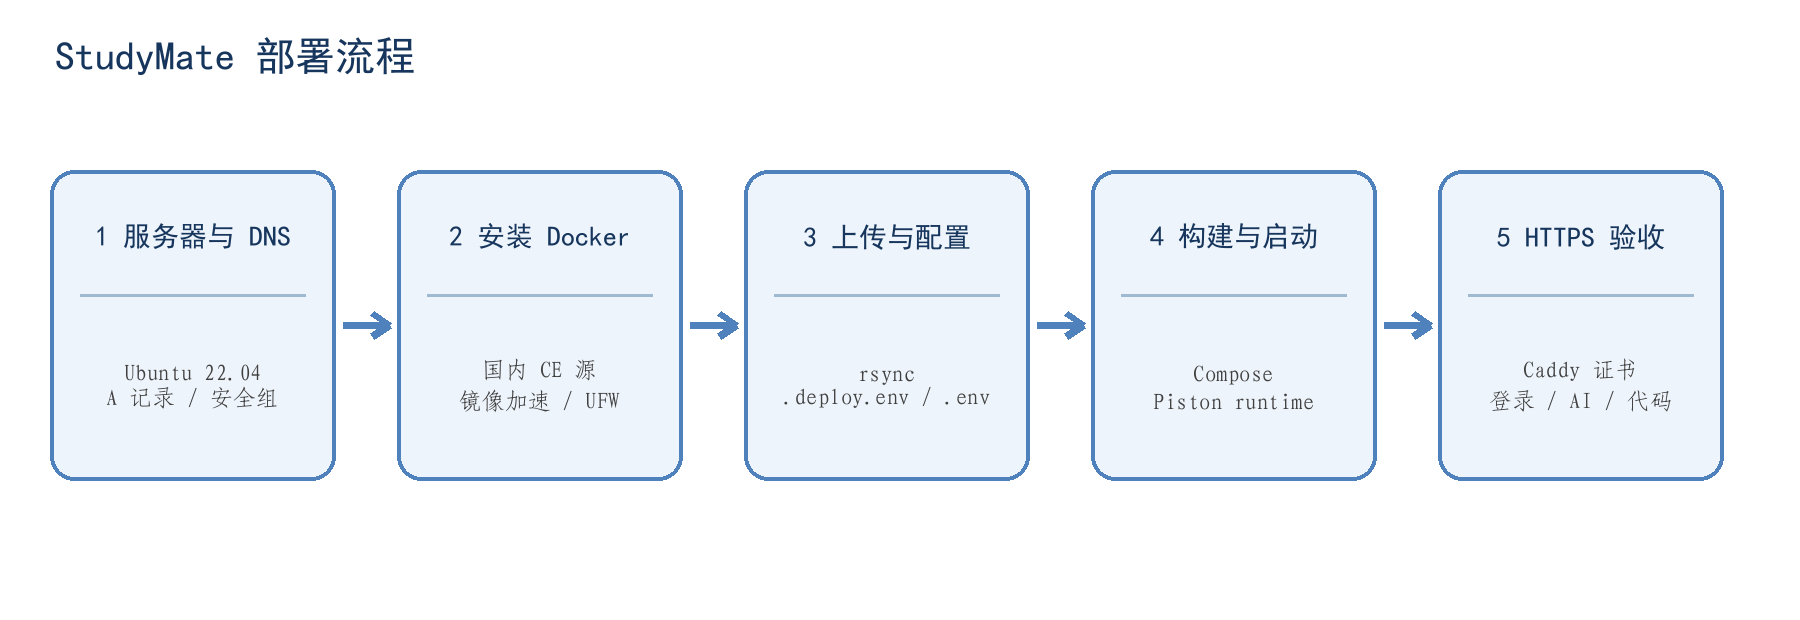 StudyMate 部署流程
1 服务器与 DNS
Ubuntu 22.04
A 记录 / 安全组
2 安装 Docker
国内 CE 源
镜像加速 / UFW
3 上传与配置
rsync
.deploy.env / .env
4 构建与启动
Compose
Piston runtime
5 HTTPS 验收
Caddy 证书
登录 / AI / 代码